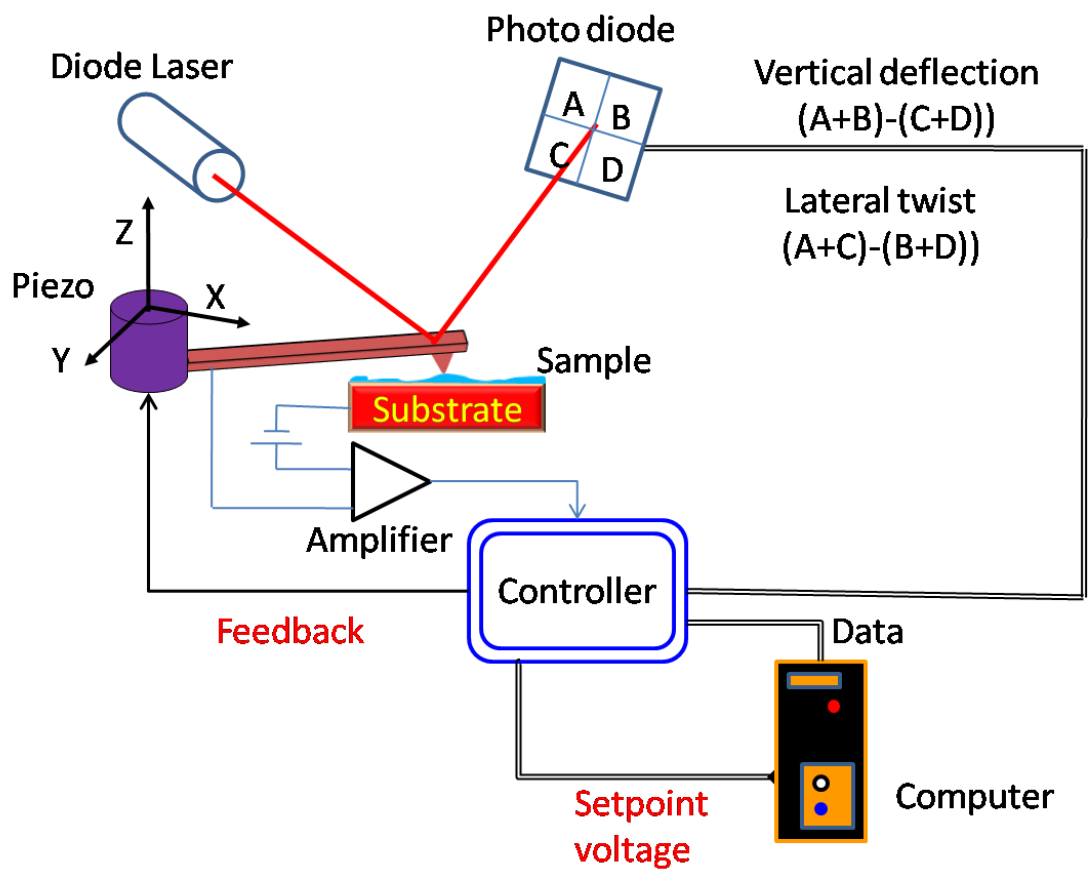 Photo diode
Diode Laser
A
B
C
D
Vertical deflection
(A+B)-(C+D))
Lateral twist
(A+C)-(B+D))
Z
Piezo
X
Y
Sample
Substrate
Amplifier
Controller
Feedback
Data
Setpoint
voltage
Computer